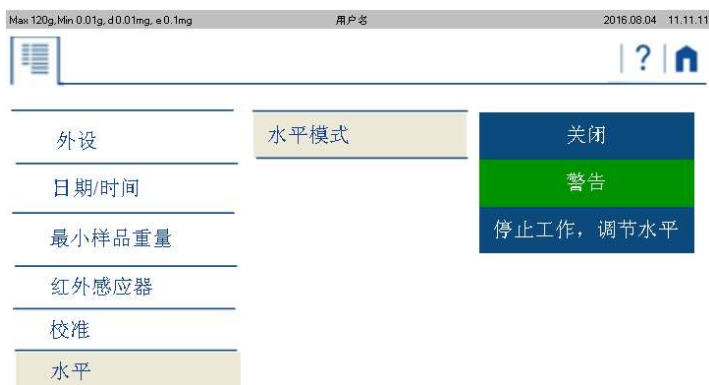 Max 120g, Min 0.01g, d 0.01mg, e 0.1mg 用户名 2016.08.04 11.11.11
?
外设 水平模式 关闭
日期/时间 警告
最小样品重量 停止工作，调节水平
红外感应器
校准
水平